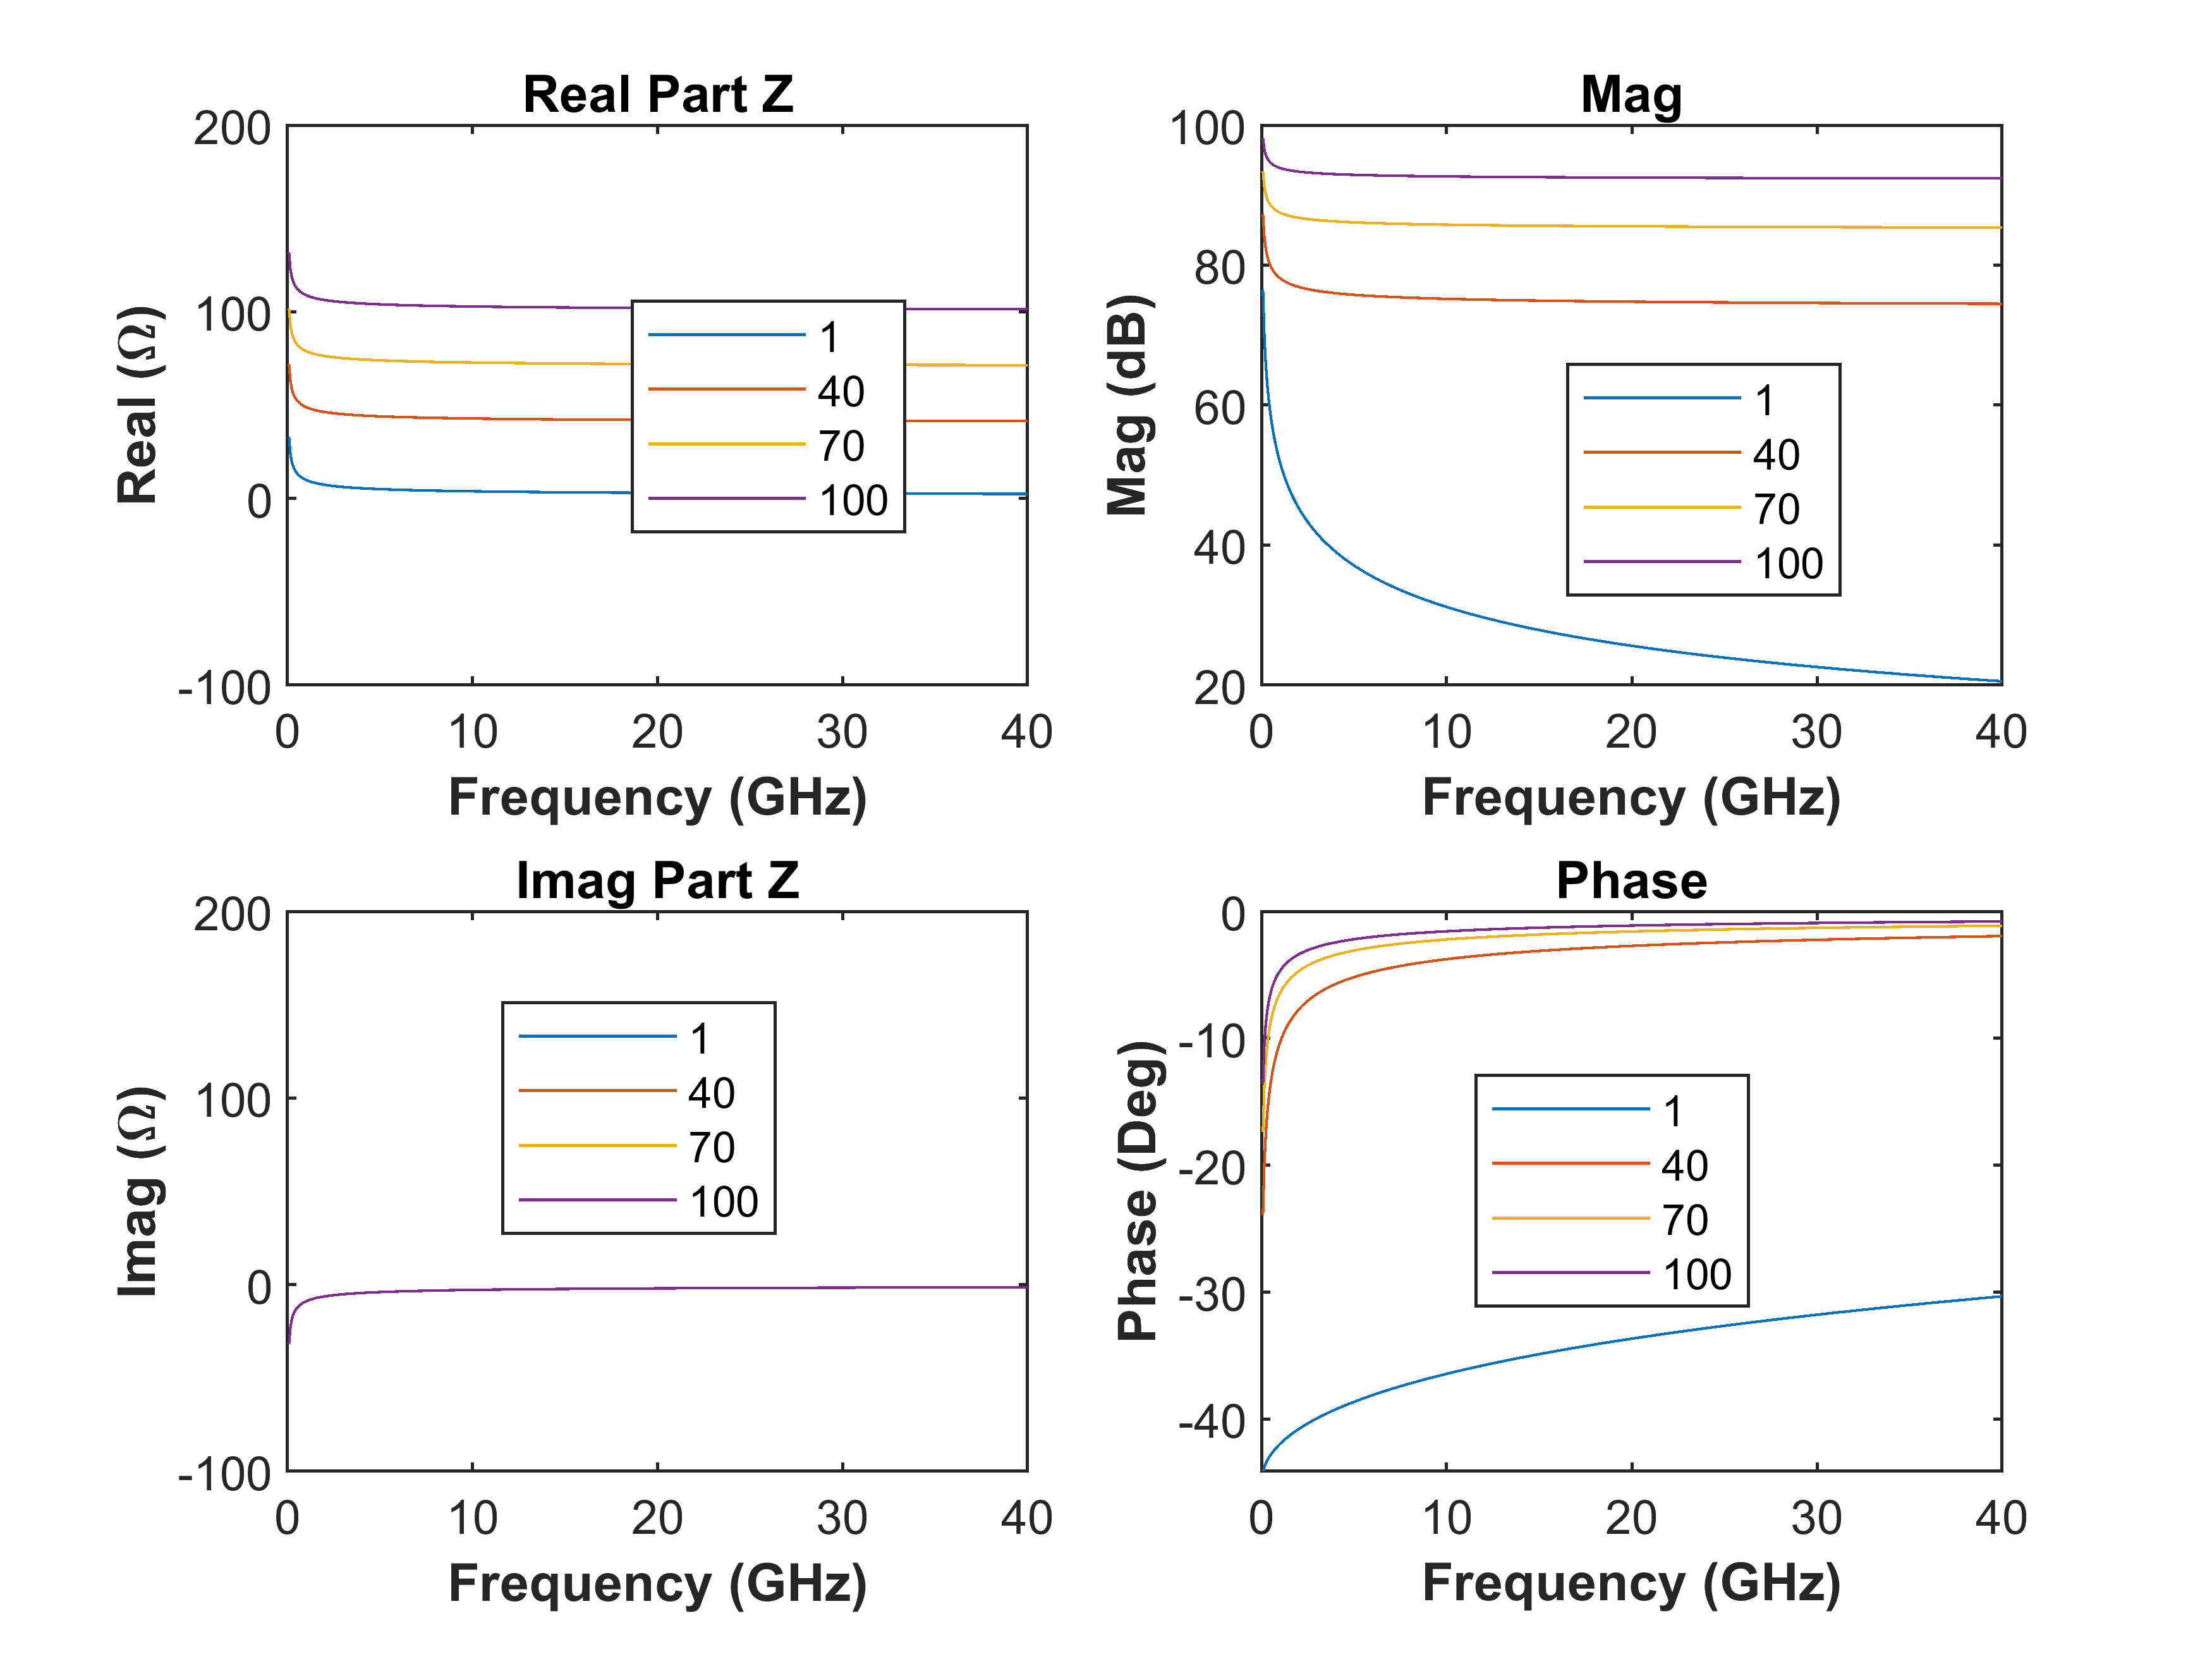 Real Part Z
200
100
0
-100
Real (Ω)
0 10 20 30 40
Frequency (GHz)
1
40
70
100
Mag
100
80
60
40
20
Mag (dB)
0 10 20 30 40
Frequency (GHz)
1
40
70
100
Imag Part Z
200
100
0
-100
Imag (Ω)
0 10 20 30 40
Frequency (GHz)
1
40
70
100
Phase
0
-10
-20
-30
-40
Phase (Deg)
0 10 20 30 40
Frequency (GHz)
1
40
70
100